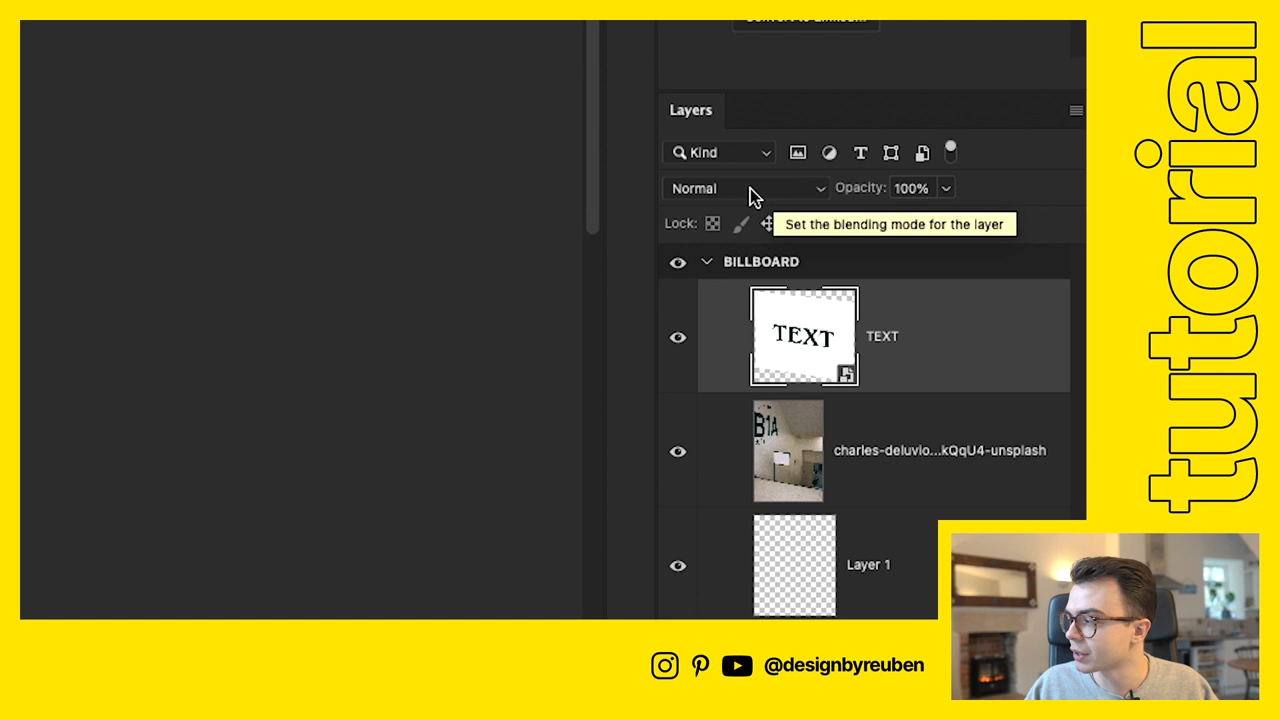 Layers
Kind
Normal
Opacity: 100%
Lock:
Set the blending mode for the layer
BILLBOARD
TEXT
TEXT
B1A
charles-deluvio...kQqU4-unsplash
Layer 1
tutorial
@designbyreuben